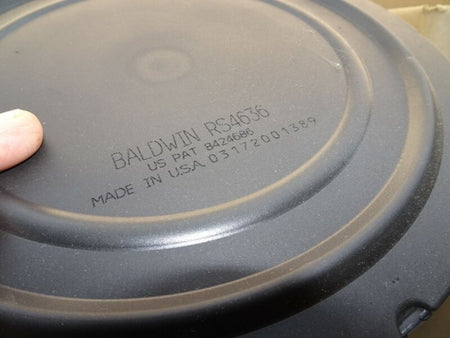 BALDWIN RS4636
US PAT 8424686
MADE IN U.S.A. 03172001389